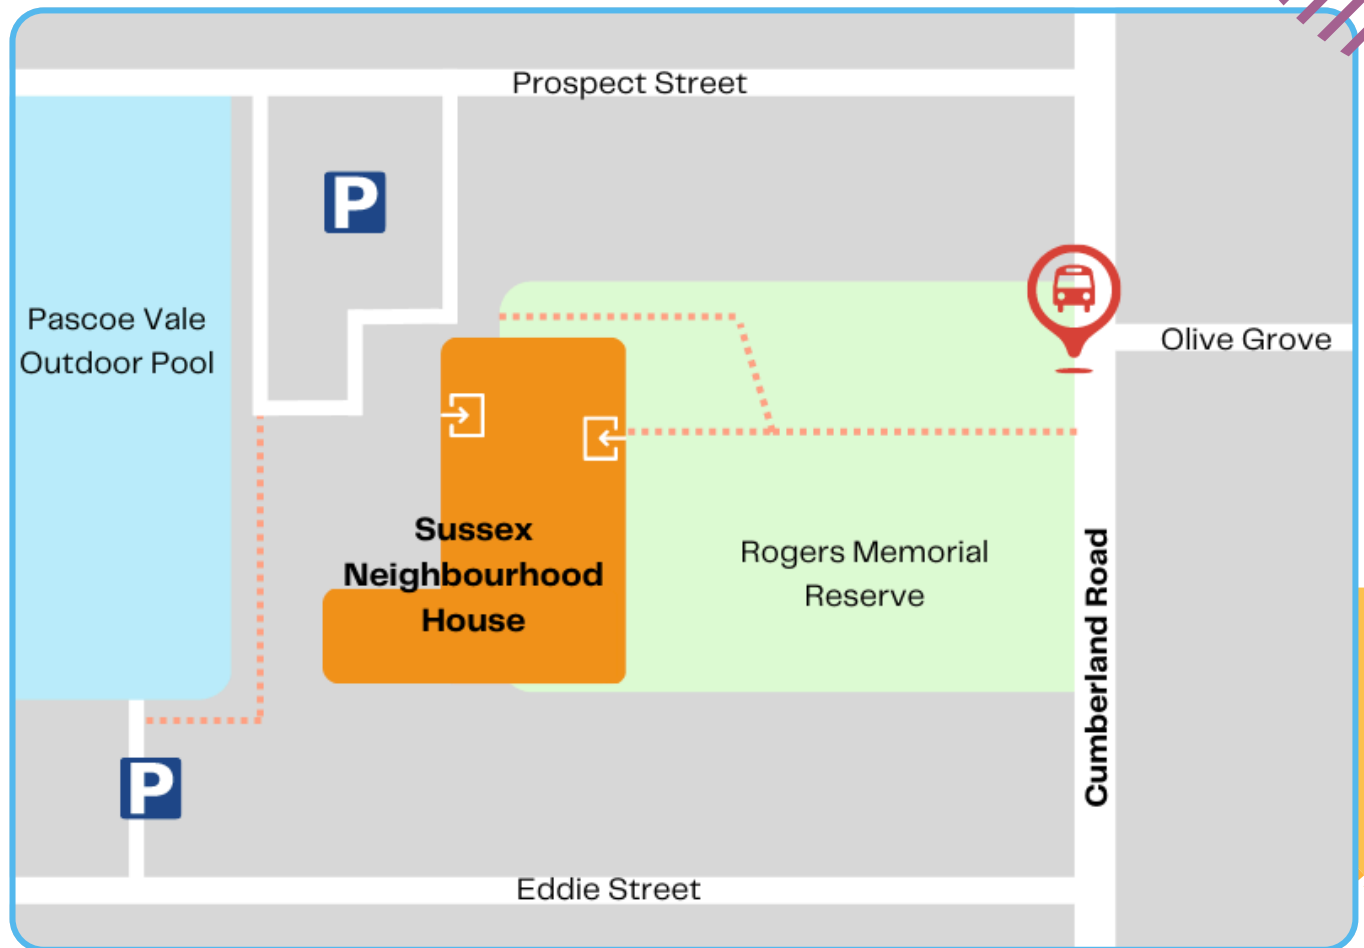 Prospect Street
P
Pascoe Vale
Outdoor Pool
Olive Grove
Sussex
Neighbourhood
House
Rogers Memorial
Reserve
Cumberland Road
P
Eddie Street